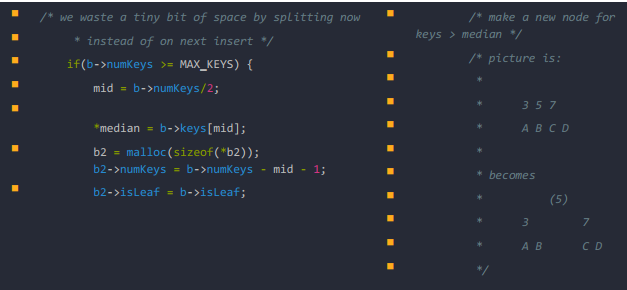 /* we waste a tiny bit of space by splitting now
* instead of on next insert */
if(b->numKeys >= MAX_KEYS) {
mid = b->numKeys/2;
*median = b->keys[mid];
b2 = malloc(sizeof(*b2));
b2->numKeys = b->numKeys - mid - 1;
b2->isLeaf = b->isLeaf;
/* make a new node for
keys > median */
/* picture is:
*
* 3 5 7
* A B C D
*
* becomes
* (5)
* 3 7
* A B C D
*/